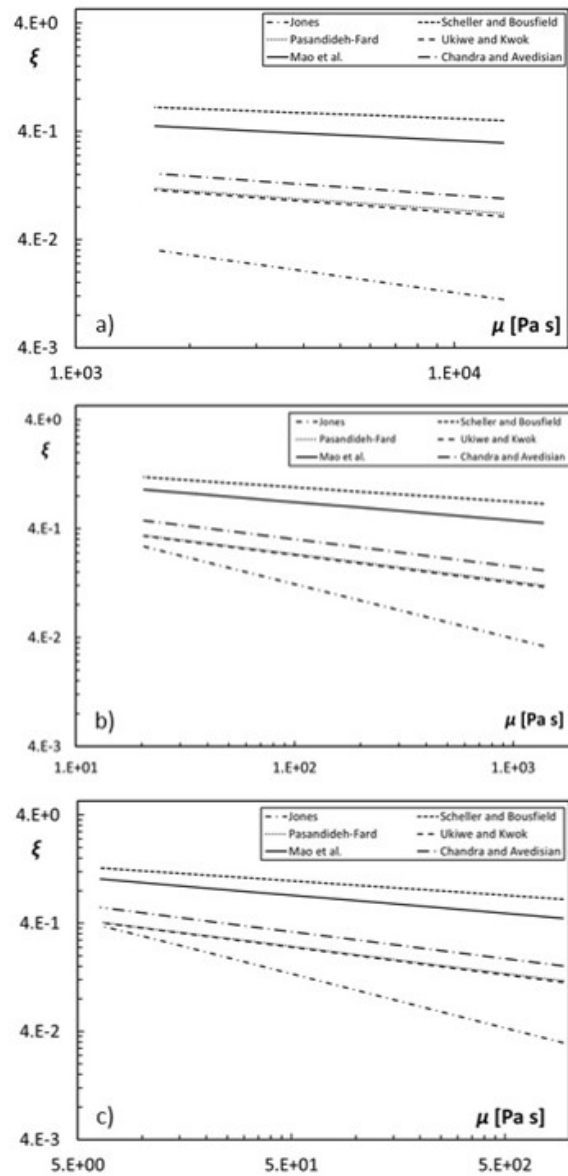 4.E+0
Jones Scheller and Bousfield
Pasandideh-Fard Ukiwe and Kwok
Mao et al. Chandra and Avedisian
ξ
4.E-1
4.E-2
a)
μ [Pa s]
4.E-3
1.E+03 1.E+04
4.E+0
Jones Scheller and Bousfield
Pasandideh-Fard Ukiwe and Kwok
Mao et al. Chandra and Avedisian
ξ
4.E-1
4.E-2
b)
μ [Pa s]
4.E-3
1.E+01 1.E+02 1.E+03
4.E+0
Jones Scheller and Bousfield
Pasandideh-Fard Ukiwe and Kwok
Mao et al. Chandra and Avedisian
ξ
4.E-1
4.E-2
c)
μ [Pa s]
4.E-3
5.E+00 5.E+01 5.E+02